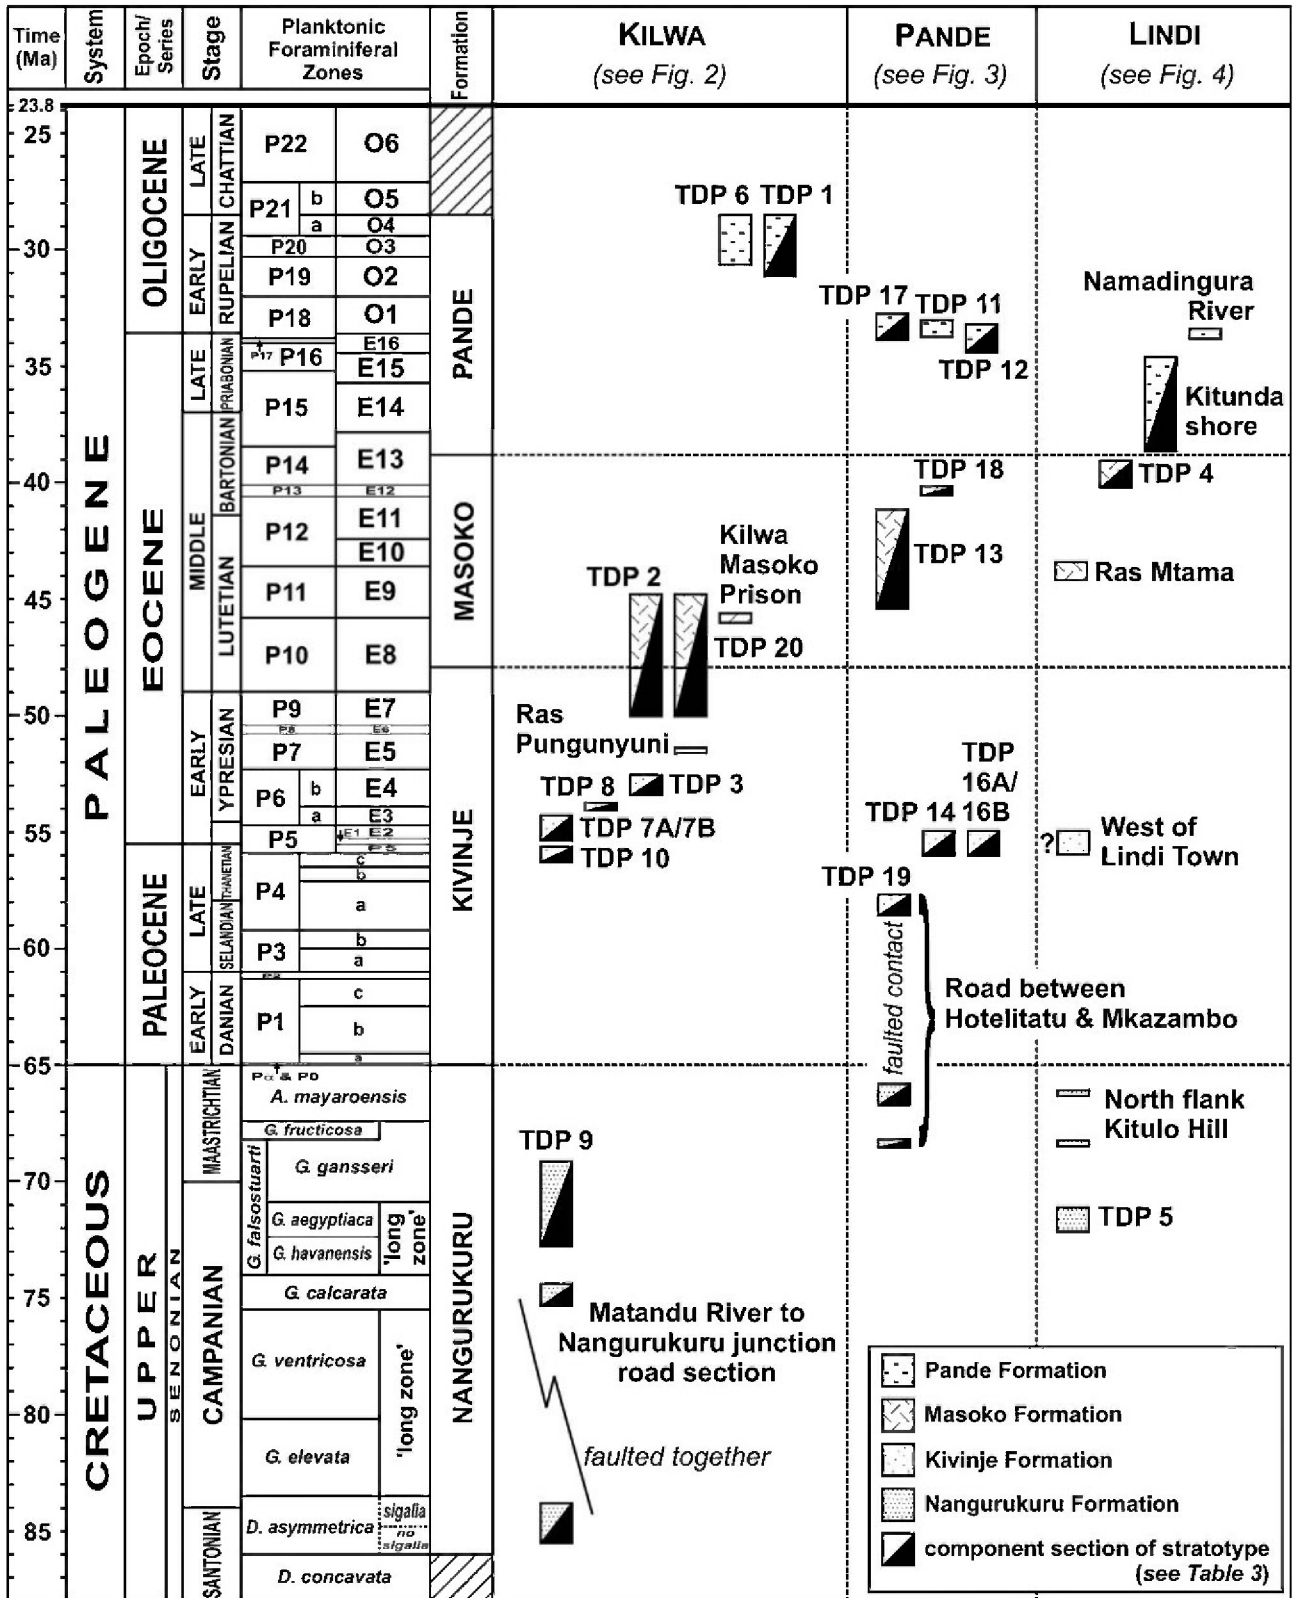 Time
(Ma)
System
Epoch/
Series
Stage
Planktonic
Foraminiferal
Zones
Formation
KILWA
(see Fig. 2)
PANDE
(see Fig. 3)
LINDI
(see Fig. 4)
23.8
25
30
35
40
45
50
55
60
65
70
75
80
85
PALEOGENE
CRETACEOUS
OLIGOCENE
EOCENE
PALEOCENE
UPPER
SENONIAN
LATE
EARLY
LATE
MIDDLE
EARLY
LATE
EARLY
CHATTIAN
RUPELIAN
PRIABONIAN
BARTONIAN
LUTETIAN
YPRESIAN
THANETIAN
SELANDIAN
DANIAN
MAASTRICHTIAN
CAMPANIAN
SANTONIAN
P22
O6
P21
b
O5
a
O4
P20
O3
P19
O2
P18
O1
E16
P17
P16
E15
P15
E14
P14
E13
P13
E12
P12
E11
E10
P11
E9
P10
E8
P9
E7
P8
E6
P7
E5
P6
b
E4
a
E3
P5
E1
E2
P5
P4
c
b
a
P3
b
a
P2
P1
c
b
a
Pα & P0
A. mayaroensis
G. fructicosa
G. falsostuarti
G. gansseri
G. aegyptiaca
'long
zone'
G. havanensis
G. calcarata
G. ventricosa
'long zone'
G. elevata
D. asymmetrica
sigalia
no
sigalia
D. concavata
PANDE
MASOKO
KIVINJE
NANGURUKURU
TDP 6
TDP 1
TDP 2
Kilwa
Masoko
Prison
TDP 20
Ras
Pungunyuni
TDP 8
TDP 3
TDP 7A/7B
TDP 10
TDP 9
Matandu River to
Nangurukuru junction
road section
faulted together
TDP 17
TDP 11
TDP 12
TDP 18
TDP 13
TDP
16A/
TDP 14
16B
TDP 19
faulted contact
Road between
Hotelitatu & Mkazambo
Namadingura
River
Kitunda
shore
TDP 4
Ras Mtama
?
West of
Lindi Town
North flank
Kitulo Hill
TDP 5
Pande Formation
Masoko Formation
Kivinje Formation
Nangurukuru Formation
component section of stratotype
(see Table 3)